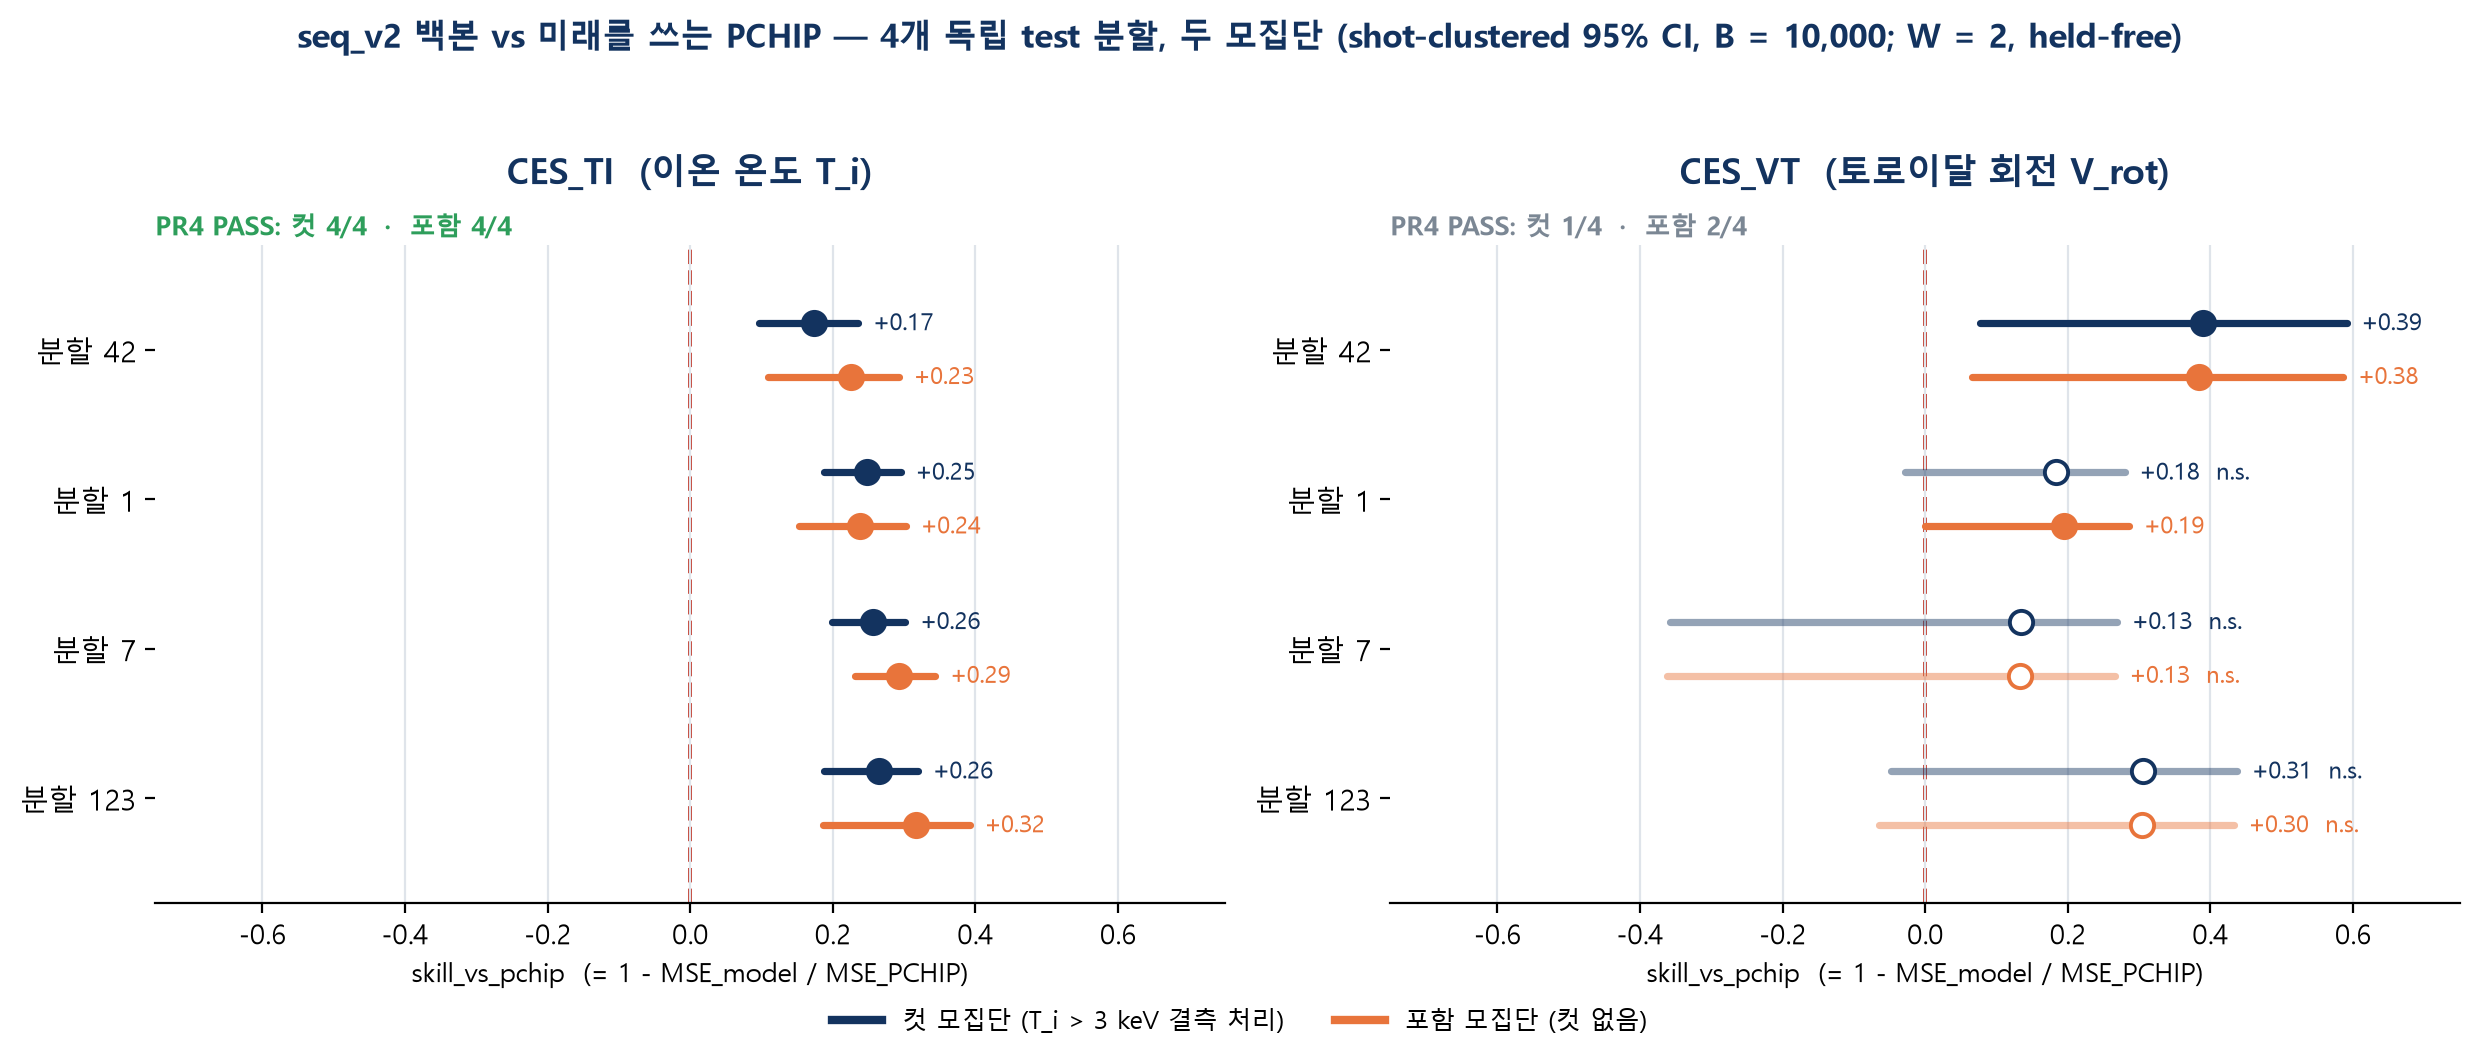 seq_v2 백본 vs 미래를 쓰는 PCHIP — 4개 독립 test 분할, 두 모집단 (shot-clustered 95% CI, B = 10,000; W = 2, held-free)
CES_TI (이온 온도 T_i)
PR4 PASS: 컷 4/4 · 포함 4/4
분할 42
+0.17
+0.23
분할 1
+0.25
+0.24
분할 7
+0.26
+0.29
분할 123
+0.26
+0.32
-0.6 -0.4 -0.2 0.0 0.2 0.4 0.6
skill_vs_pchip (= 1 - MSE_model / MSE_PCHIP)
CES_VT (토로이달 회전 V_rot)
PR4 PASS: 컷 1/4 · 포함 2/4
분할 42
+0.39
+0.38
분할 1
+0.18 n.s.
+0.19
분할 7
+0.13 n.s.
+0.13 n.s.
분할 123
+0.31 n.s.
+0.30 n.s.
-0.6 -0.4 -0.2 0.0 0.2 0.4 0.6
skill_vs_pchip (= 1 - MSE_model / MSE_PCHIP)
컷 모집단 (T_i > 3 keV 결측 처리)
포함 모집단 (컷 없음)